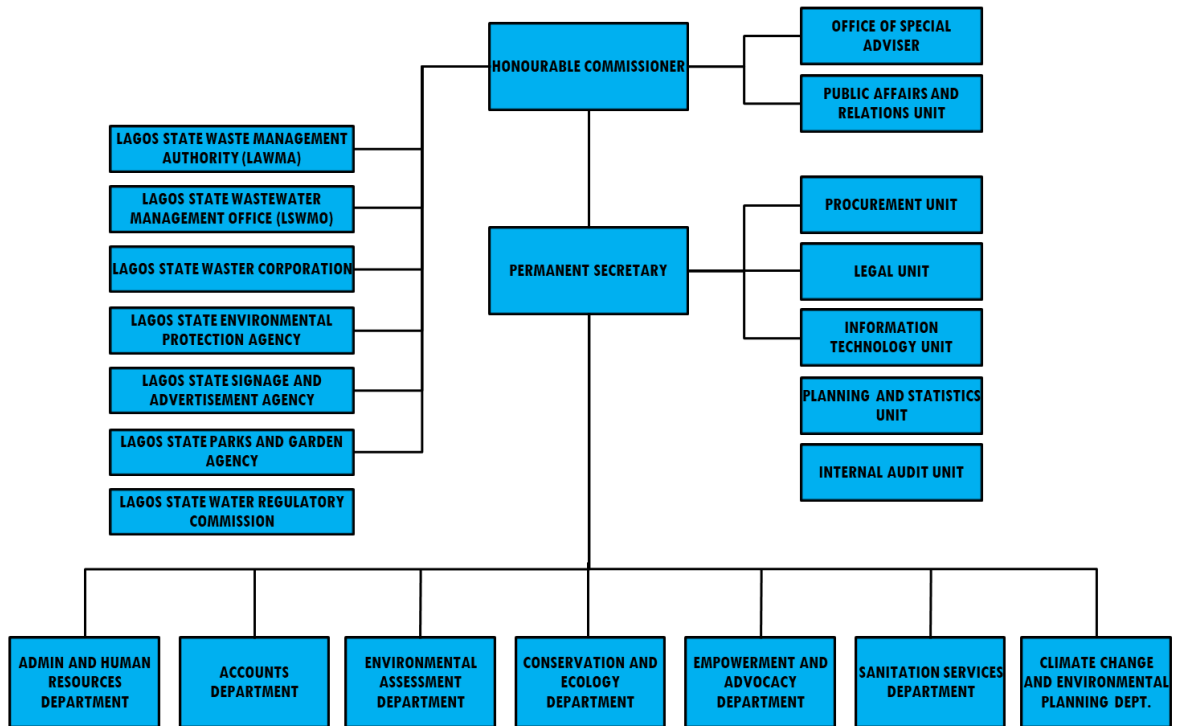 HONOURABLE COMMISSIONER
OFFICE OF SPECIAL
ADVISER
PUBLIC AFFAIRS AND
RELATIONS UNIT
LAGOS STATE WASTE MANAGEMENT
AUTHORITY (LAWMA)
LAGOS STATE WASTEWATER
MANAGEMENT OFFICE (LSWMO)
LAGOS STATE WASTER CORPORATION
LAGOS STATE ENVIRONMENTAL
PROTECTION AGENCY
LAGOS STATE SIGNAGE AND
ADVERTISEMENT AGENCY
LAGOS STATE PARKS AND GARDEN
AGENCY
LAGOS STATE WATER REGULATORY
COMMISSION
PERMANENT SECRETARY
PROCUREMENT UNIT
LEGAL UNIT
INFORMATION
TECHNOLOGY UNIT
PLANNING AND STATISTICS
UNIT
INTERNAL AUDIT UNIT
ADMIN AND HUMAN
RESOURCES
DEPARTMENT
ACCOUNTS
DEPARTMENT
ENVIRONMENTAL
ASSESSMENT
DEPARTMENT
CONSERVATION AND
ECOLOGY
DEPARTMENT
EMPOWERMENT AND
ADVOCACY
DEPARTMENT
SANITATION SERVICES
DEPARTMENT
CLIMATE CHANGE
AND ENVIRONMENTAL
PLANNING DEPT.